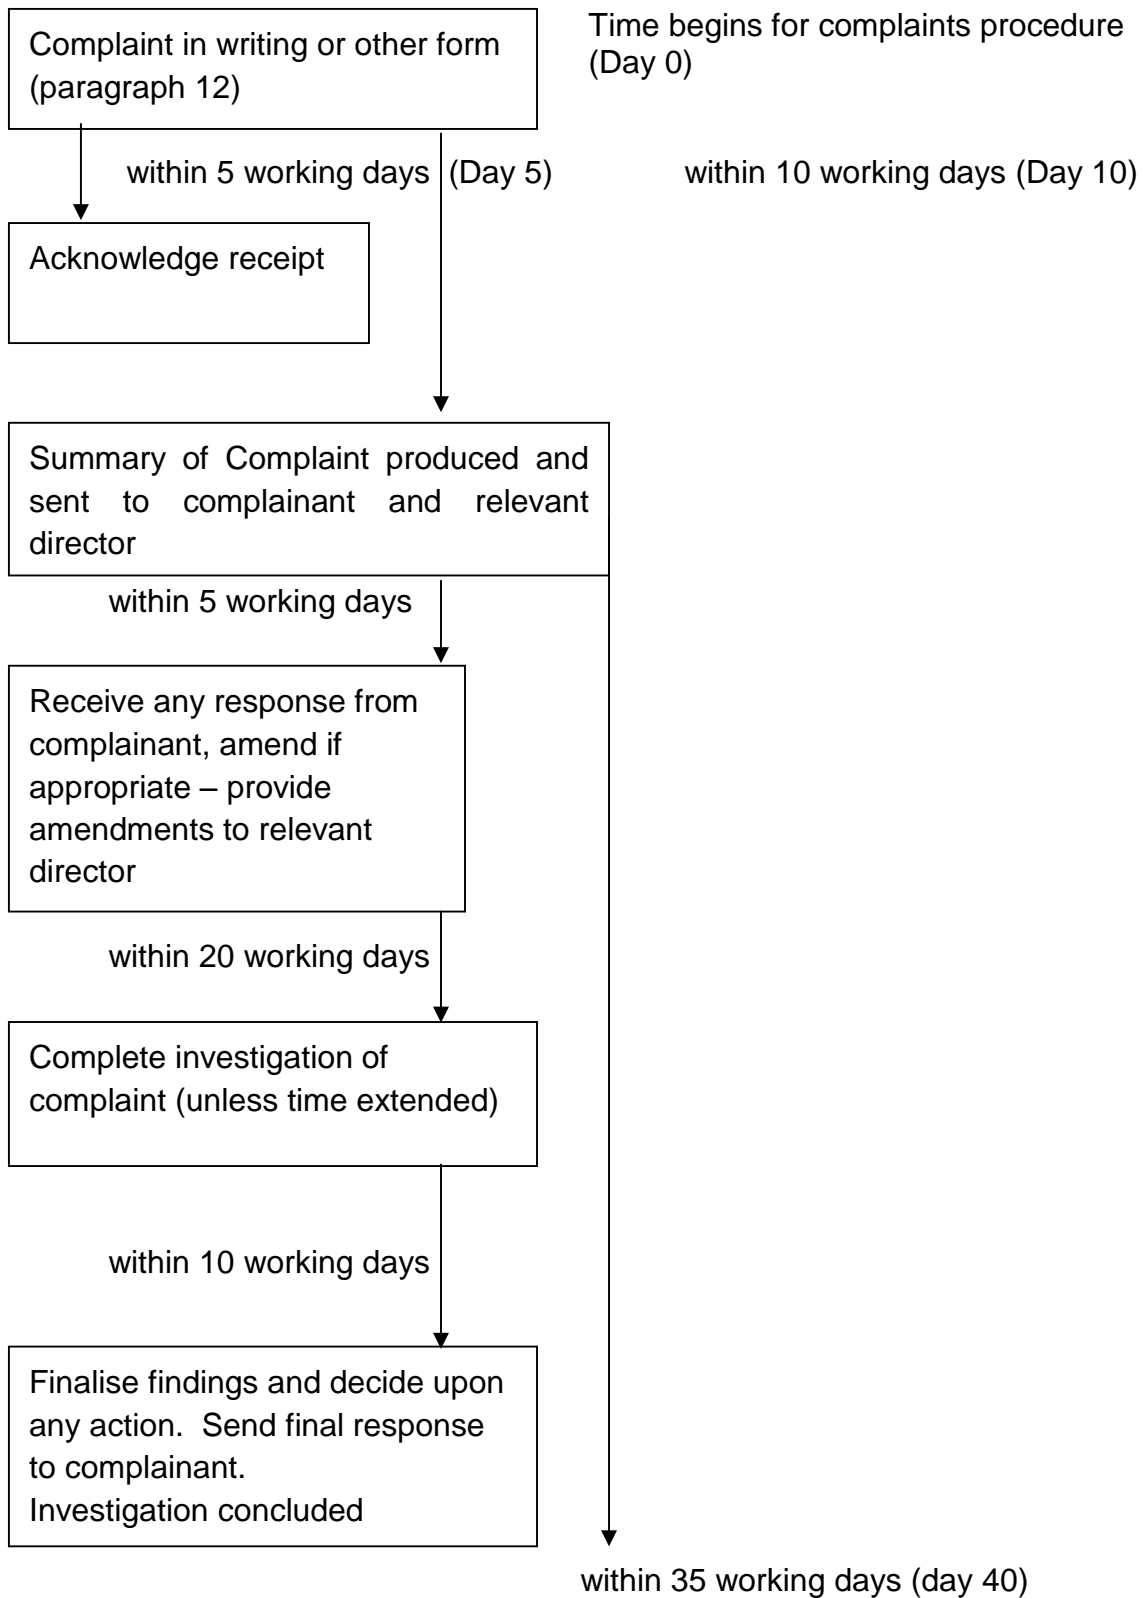 Complaint in writing or other form
(paragraph 12)
Time begins for complaints procedure
(Day 0)
within 5 working days (Day 5)
within 10 working days (Day 10)
Acknowledge receipt
Summary of Complaint produced and
sent to complainant and relevant
director
within 5 working days
Receive any response from
complainant, amend if
appropriate – provide
amendments to relevant
director
within 20 working days
Complete investigation of
complaint (unless time extended)
within 10 working days
Finalise findings and decide upon
any action.  Send final response
to complainant.
Investigation concluded
within 35 working days (day 40)